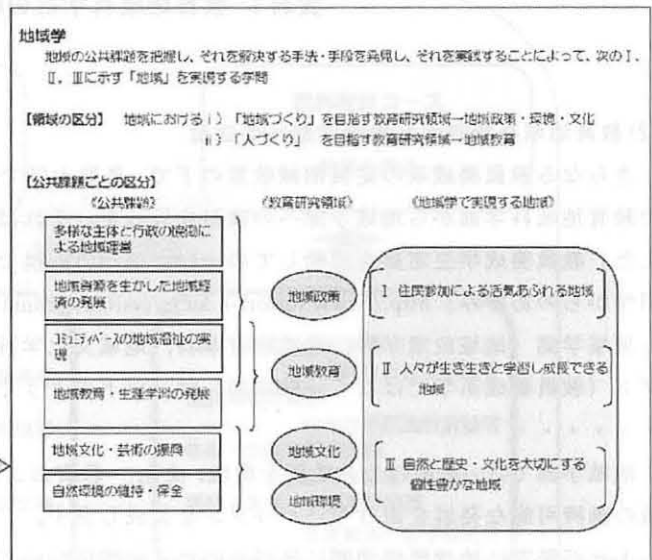 地域学
地域の公共課題を把握し、それを解決する手法・手段を発見し、それを実践することによって、次のⅠ、
Ⅱ、Ⅲに示す「地域」を実現する学問
【領域の区分】 地域における ⅰ) 「地域づくり」を目指す教育研究領域→地域政策・環境・文化
ⅱ) 「人づくり」 を目指す教育研究領域→地域教育
【公共課題ごとの区分】
《公共課題》 《教育研究領域》 《地域学で実現する地域》
多様な主体と行政の協働に
よる地域運営
地域資源を生かした地域経
済の発展
コミュニティベースの地域福祉の実
現
地域教育・生涯学習の発展
地域文化・芸術の振興
自然環境の維持・保全
地域政策
地域教育
地域文化
地域環境
Ⅰ 住民参加による活気あふれる地域
Ⅱ 人々が生き生きと学習し成長できる
地域
Ⅲ 自然と歴史・文化を大切にする
個性豊かな地域